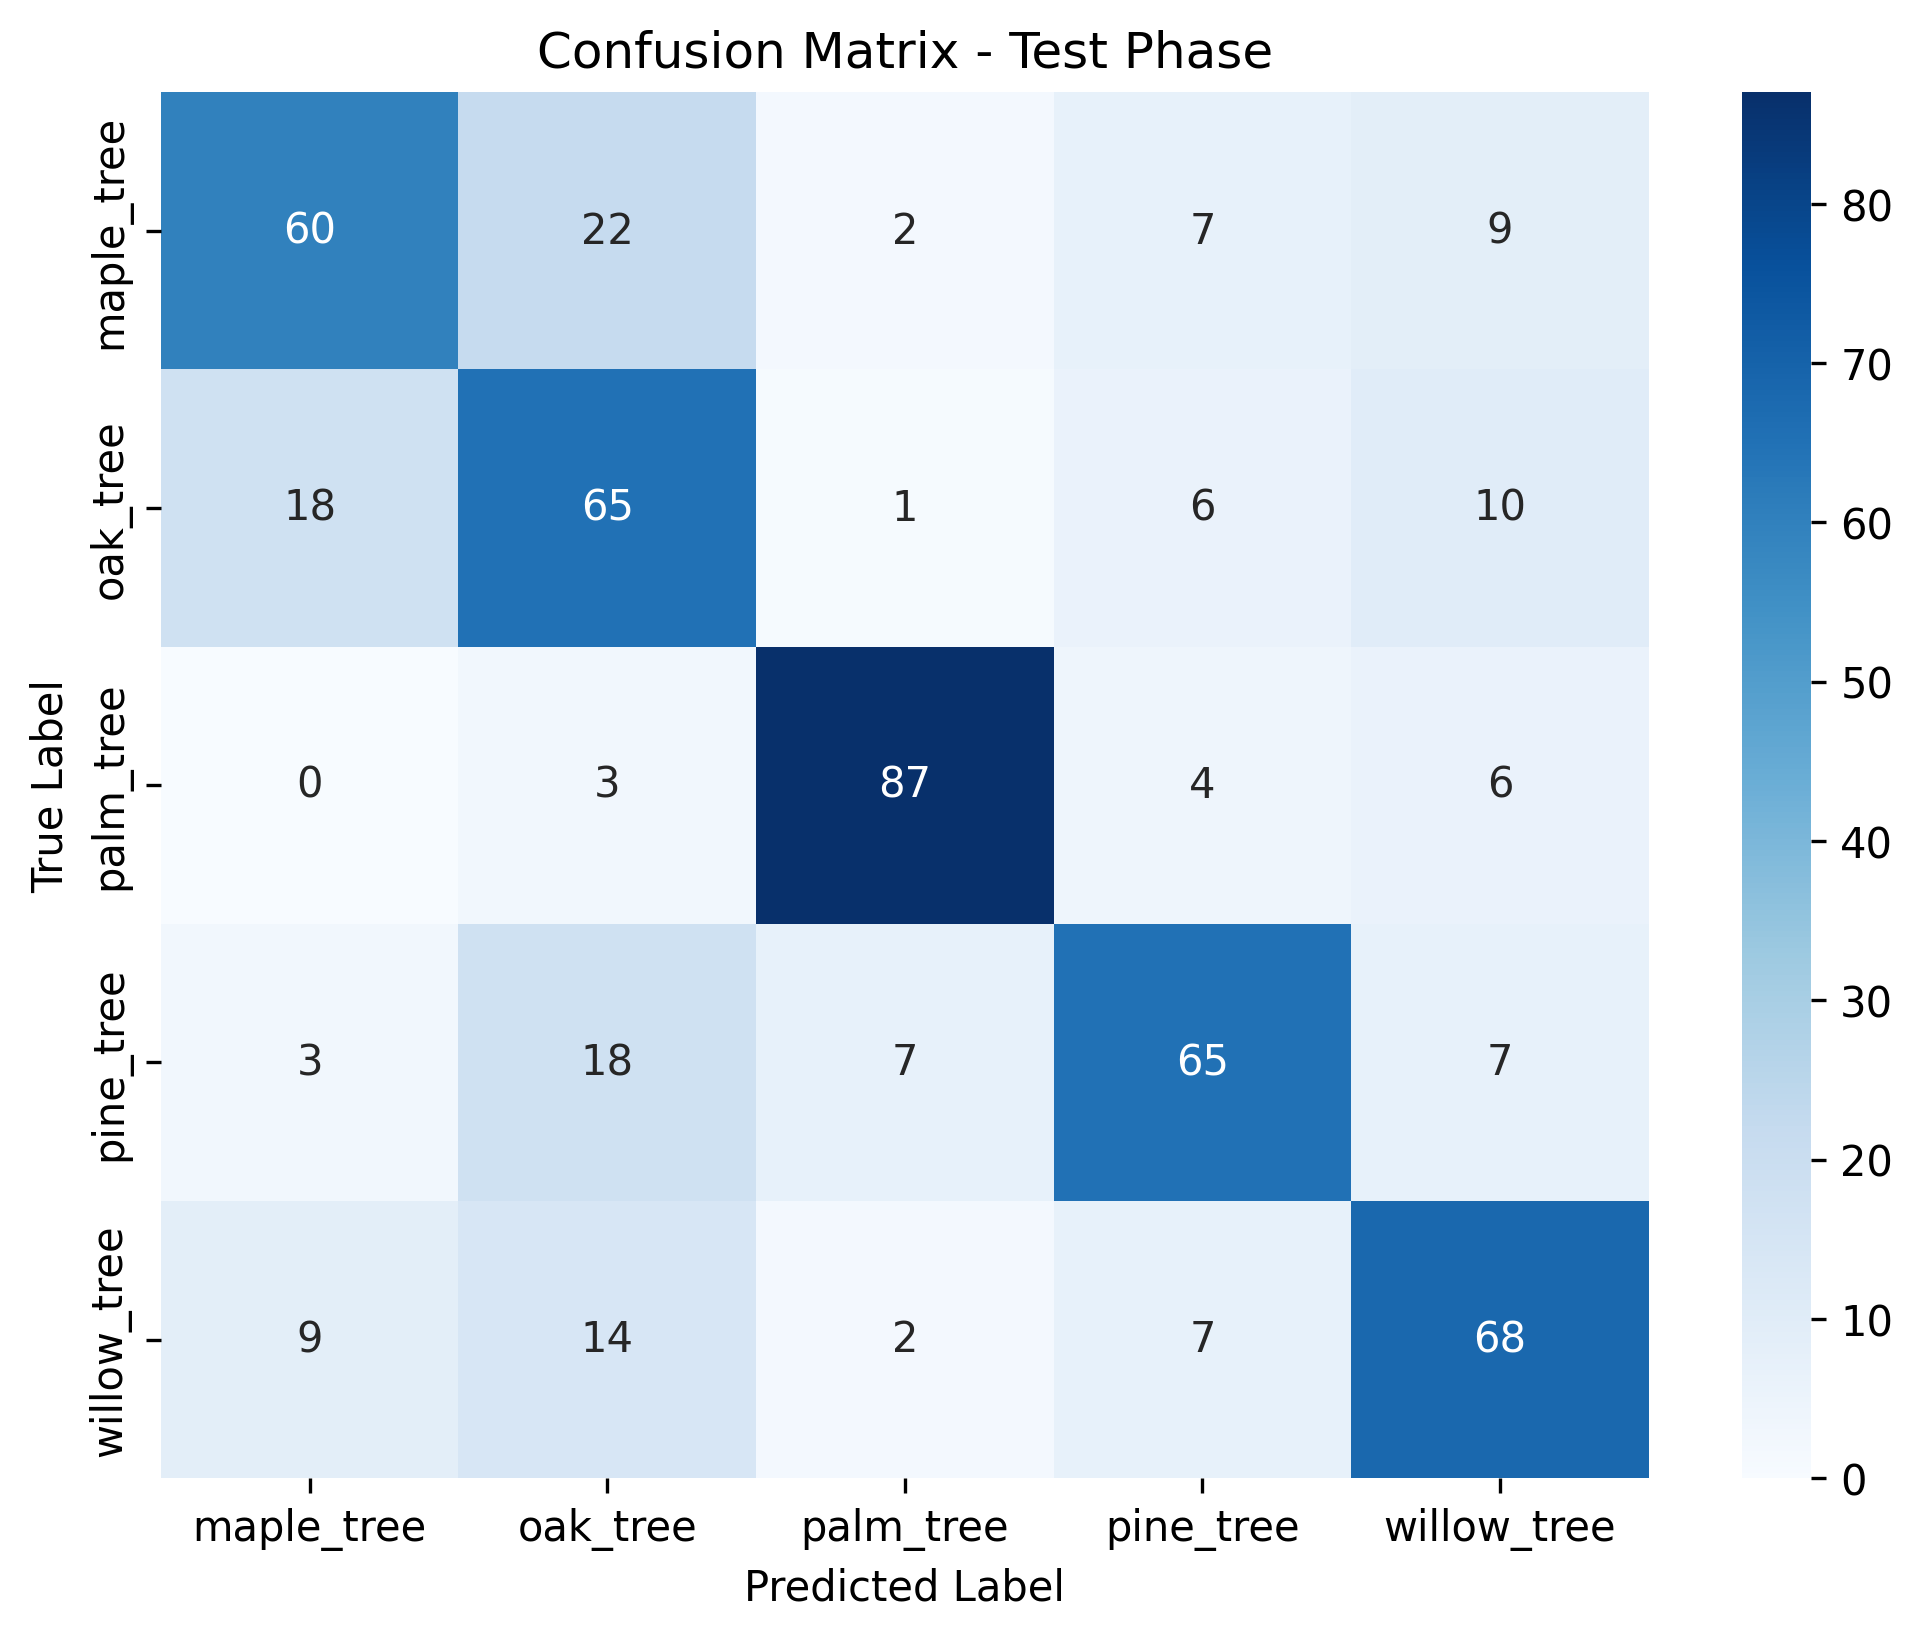 Confusion Matrix - Test Phase
True Label
maple_tree
60 22 2 7 9
oak_tree
18 65 1 6 10
palm_tree
0 3 87 4 6
pine_tree
3 18 7 65 7
willow_tree
9 14 2 7 68
maple_tree oak_tree palm_tree pine_tree willow_tree
Predicted Label
80
70
60
50
40
30
20
10
0